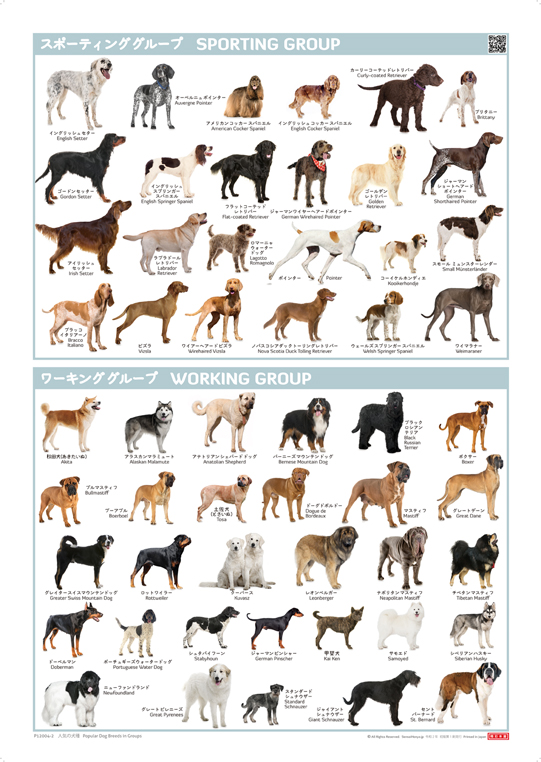 スポーティンググループ SPORTING GROUP
イングリッシュセター
English Setter
オーベルニュポインター
Auvergne Pointer
アメリカンコッカースパニエル
American Cocker Spaniel
イングリッシュコッカースパニエル
English Cocker Spaniel
カーリーコーテッドレトリバー
Curly-coated Retriever
ブリタニー
Brittany
ゴードンセッター
Gordon Setter
イングリッシュ
スプリンガー
スパニエル
English Springer Spaniel
フラットコーテッド
レトリバー
Flat-coated Retriever
ジャーマンワイヤーヘアードポインター
German Wirehaired Pointer
ゴールデン
レトリバー
Golden
Retriever
ジャーマン
ショートヘアード
ポインター
German
Shorthaired Pointer
アイリッシュ
セッター
Irish Setter
ラブラドール
レトリバー
Labrador
Retriever
ロマーニャ
ウォーター
ドッグ
Lagotto
Romagnolo
ポインター Pointer
コーイケルホンディエ
Kooikerhondje
スモール ミュンスターレンダー
Small Münsterländer
ブラッコ
イタリアーノ
Bracco
Italiano
ビズラ
Vizsla
ワイアーヘアードビズラ
Wirehaired Vizsla
ノバスコシアダックトーリングレトリバー
Nova Scotia Duck Tolling Retriever
ウェルシュスプリンガースパニエル
Welsh Springer Spaniel
ワイマラナー
Weimaraner
ワーキンググループ WORKING GROUP
秋田犬(あきたいぬ)
Akita
アラスカンマラミュート
Alaskan Malamute
アナトリアンシェパードドッグ
Anatolian Shepherd
バーニーズマウンテンドッグ
Bernese Mountain Dog
ブラック
ロシアン
テリア
Black
Russian
Terrier
ボクサー
Boxer
ブルマスティフ
Bullmastiff
ブーアブル
Boerboel
土佐犬
(とさいぬ)
Tosa
ドーグドボルドー
Dogue de
Bordeaux
マスティフ
Mastiff
グレートデーン
Great Dane
グレイタースイスマウンテンドッグ
Greater Swiss Mountain Dog
ロットワイラー
Rottweiler
クーバース
Kuvasz
レオンベルガー
Leonberger
ナポリタンマスティフ
Neapolitan Mastiff
チベタンマスティフ
Tibetan Mastiff
ドーベルマン
Doberman
ポーチュギーズウォータードッグ
Portuguese Water Dog
シュタバイフーン
Stabyhoun
ジャーマンピンシャー
German Pinscher
甲斐犬
Kai Ken
サモエド
Samoyed
シベリアンハスキー
Siberian Husky
ニューファンドランド
Newfoundland
グレートピレニーズ
Great Pyrenees
スタンダード
シュナウザー
Standard
Schnauzer
ジャイアント
シュナウザー
Giant Schnauzer
セント
バーナード
St. Bernard
人気の犬種 Popular Dog Breeds in Groups
© All Rights Reserved
Printed in Japan